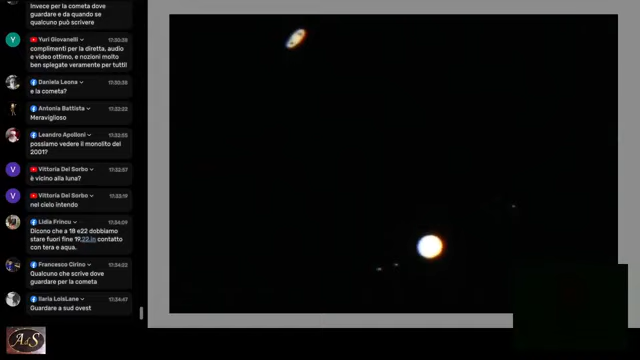 Invece per la cometa dove
guardare e da quando se
qualcuno può scrivere
Y
Yuri Giovanelli
17:30:38
complimenti per la diretta, audio
e video ottimo, e nozioni molto
ben spiegate veramente per tutti!
Daniela Leona
17:30:38
e la cometa?
Antonia Battista
17:32:22
Meraviglioso
Leandro Apolloni
17:32:55
possiamo vedere il monolito del
2001?
V
Vittoria Del Sorbo
17:32:57
è vicino alla luna?
V
Vittoria Del Sorbo
17:33:19
nel cielo intendo
Lidia Frincu
17:34:09
Dicono che a 18 e22 dobbiamo
stare fuori fine 19,22.in contatto
con tera e aqua.
Francesco Cirino
17:34:22
Qualcuno che scrive dove
guardare per la cometa
Ilaria LoisLane
17:34:47
Guardare a sud ovest
AdS